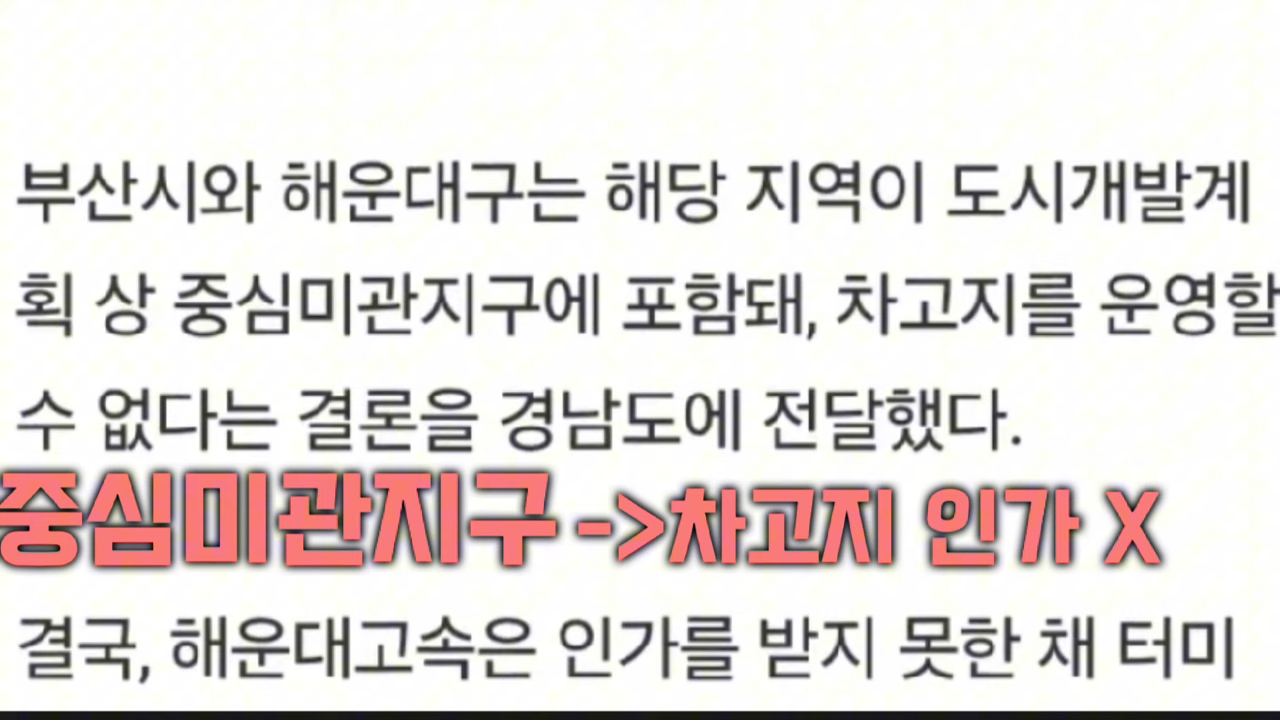 부산시와 해운대구는 해당 지역이 도시개발계
획 상 중심미관지구에 포함돼, 차고지를 운영할
수 없다는 결론을 경남도에 전달했다.
중심미관지구->차고지 인가 X
결국, 해운대고속은 인가를 받지 못한 채 터미